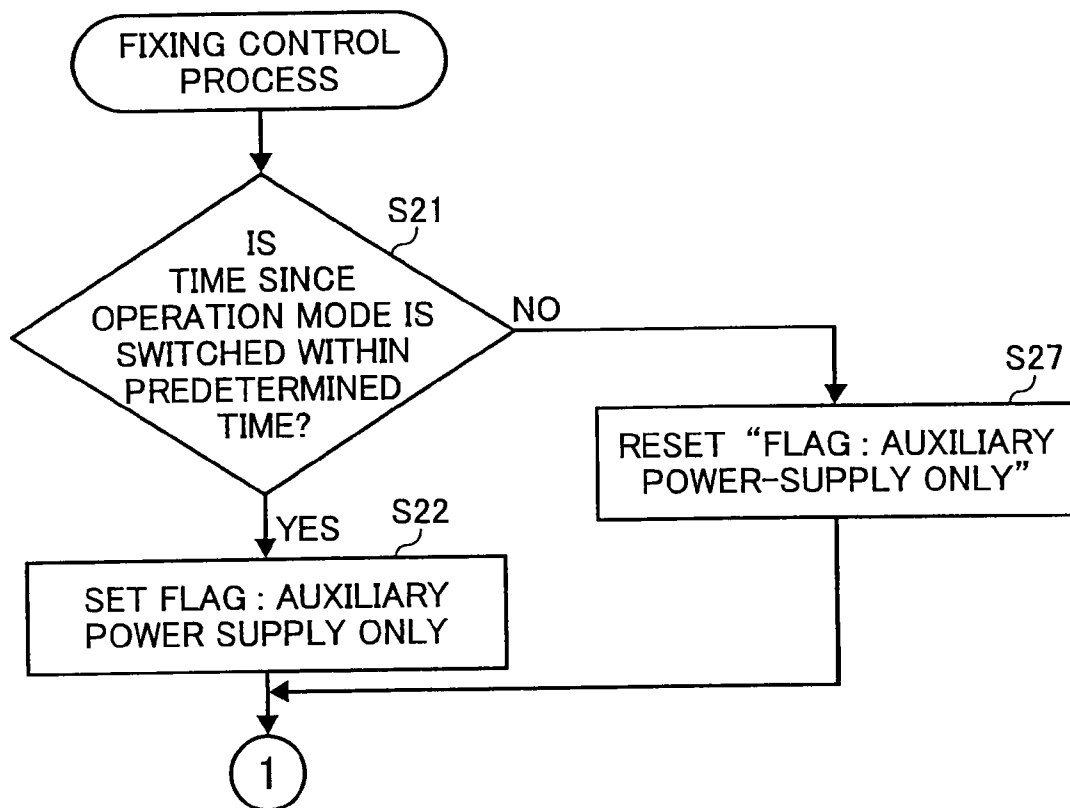 FIXING CONTROL
PROCESS
S21
IS
TIME SINCE
OPERATION MODE IS
SWITCHED WITHIN
PREDETERMINED
TIME?
NO
S27
RESET “FLAG : AUXILIARY
POWER-SUPPLY ONLY”
YES
S22
SET FLAG : AUXILIARY
POWER SUPPLY ONLY
1